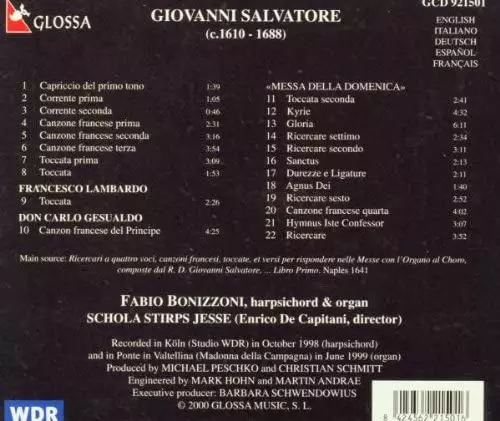 GLOSSA
GIOVANNI SALVATORE
(c.1610 - 1688)
GCD 921501
ENGLISH
ITALIANO
DEUTSCH
ESPAÑOL
FRANÇAIS
1 Capriccio del primo tono 1:39
2 Corrente prima 1:05
3 Corrente seconda 0:46
4 Canzone francese prima 2:31
5 Canzone francese seconda 3:16
6 Canzone francese terza 3:54
7 Toccata prima 3:09
8 Toccata 1:53
FRANCESCO LAMBARDO
9 Toccata 2:26
DON CARLO GESUALDO
10 Canzon francese del Principe 4:25
«MESSA DELLA DOMENICA»
11 Toccata seconda 2:41
12 Kyrie 4:32
13 Gloria 6:11
14 Ricercare settimo 2:34
15 Ricercare secondo 3:11
16 Sanctus 2:13
17 Durezze e Ligature 2:11
18 Agnus Dei 1:40
19 Ricercare sesto 2:52
20 Canzone francese quarta 4:02
21 Hymnus Iste Confessor 3:07
22 Ricercare 3:52
Main source: Ricercari a quattro voci, canzoni francesi, toccate, et versi per rispondere nelle Messe con l'Organo al Choro,
composte dal R. D. Giovanni Salvatore, ... Libro Primo. Naples 1641
FABIO BONIZZONI, harpsichord & organ
SCHOLA STIRPS JESSE (Enrico De Capitani, director)
Recorded in Köln (Studio WDR) in October 1998 (harpsichord)
and in Ponte in Valtellina (Madonna della Campagna) in June 1999 (organ)
Produced by MICHAEL PESCHKO and CHRISTIAN SCHMITT
Engineered by MARK HOHN and MARTIN ANDRAE
Executive producer: BARBARA SCHWENDOWIUS
© 2000 GLOSSA MUSIC, S. L.
WDR
8 424562 215016